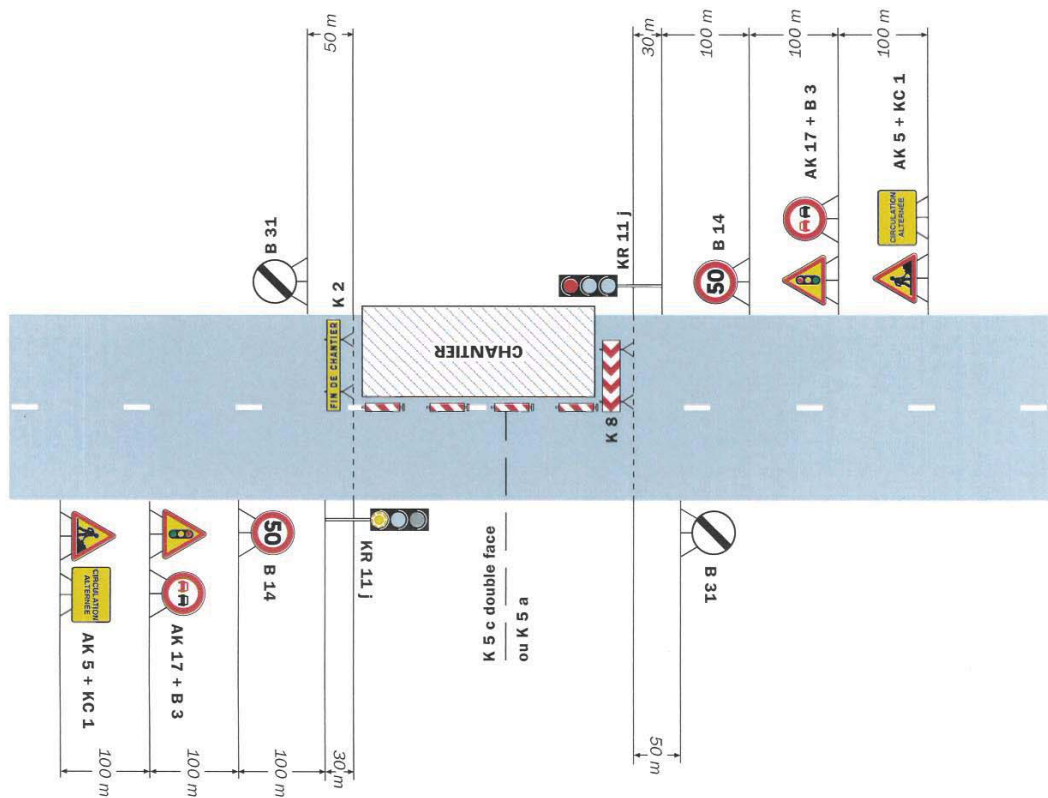 50 m
30 m
100 m
100 m
100 m
B 31
K 2
FIN DE CHANTIER
CHANTIER
KR 11 j
K 8
50
B 14
AK 17 + B 3
CIRCULATION
ALTERNÉE
AK 5 + KC 1
CIRCULATION
ALTERNÉE
AK 5 + KC 1
AK 17 + B 3
50
B 14
KR 11 j
K 5 c double face
ou K 5 a
B 31
100 m
100 m
100 m
30 m
50 m